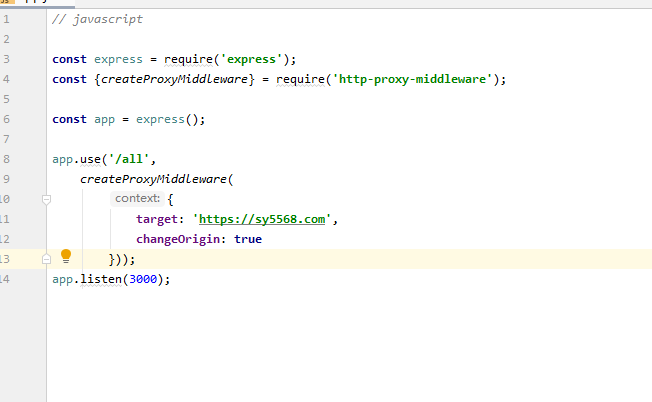 1 // javascript
2
3 const express = require('express');
4 const {createProxyMiddleware} = require('http-proxy-middleware');
5
6 const app = express();
7
8 app.use('/all',
9 createProxyMiddleware(
10 context: {
11 target: 'https://sy5568.com',
12 changeOrigin: true
13 }));
14 app.listen(3000);